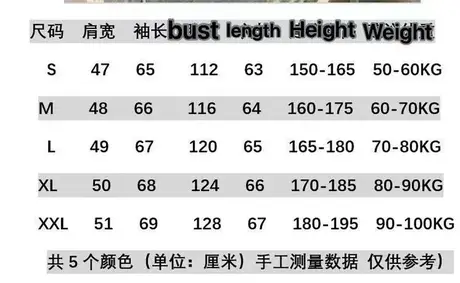 尺码 肩宽 袖长 bust length Height Weight
S 47 65 112 63 150-165 50-60KG
M 48 66 116 64 160-175 60-70KG
L 49 67 120 65 165-180 70-80KG
XL 50 68 124 66 170-185 80-90KG
XXL 51 69 128 67 180-195 90-100KG
共5个颜色（单位：厘米）手工测量数据 仅供参考）